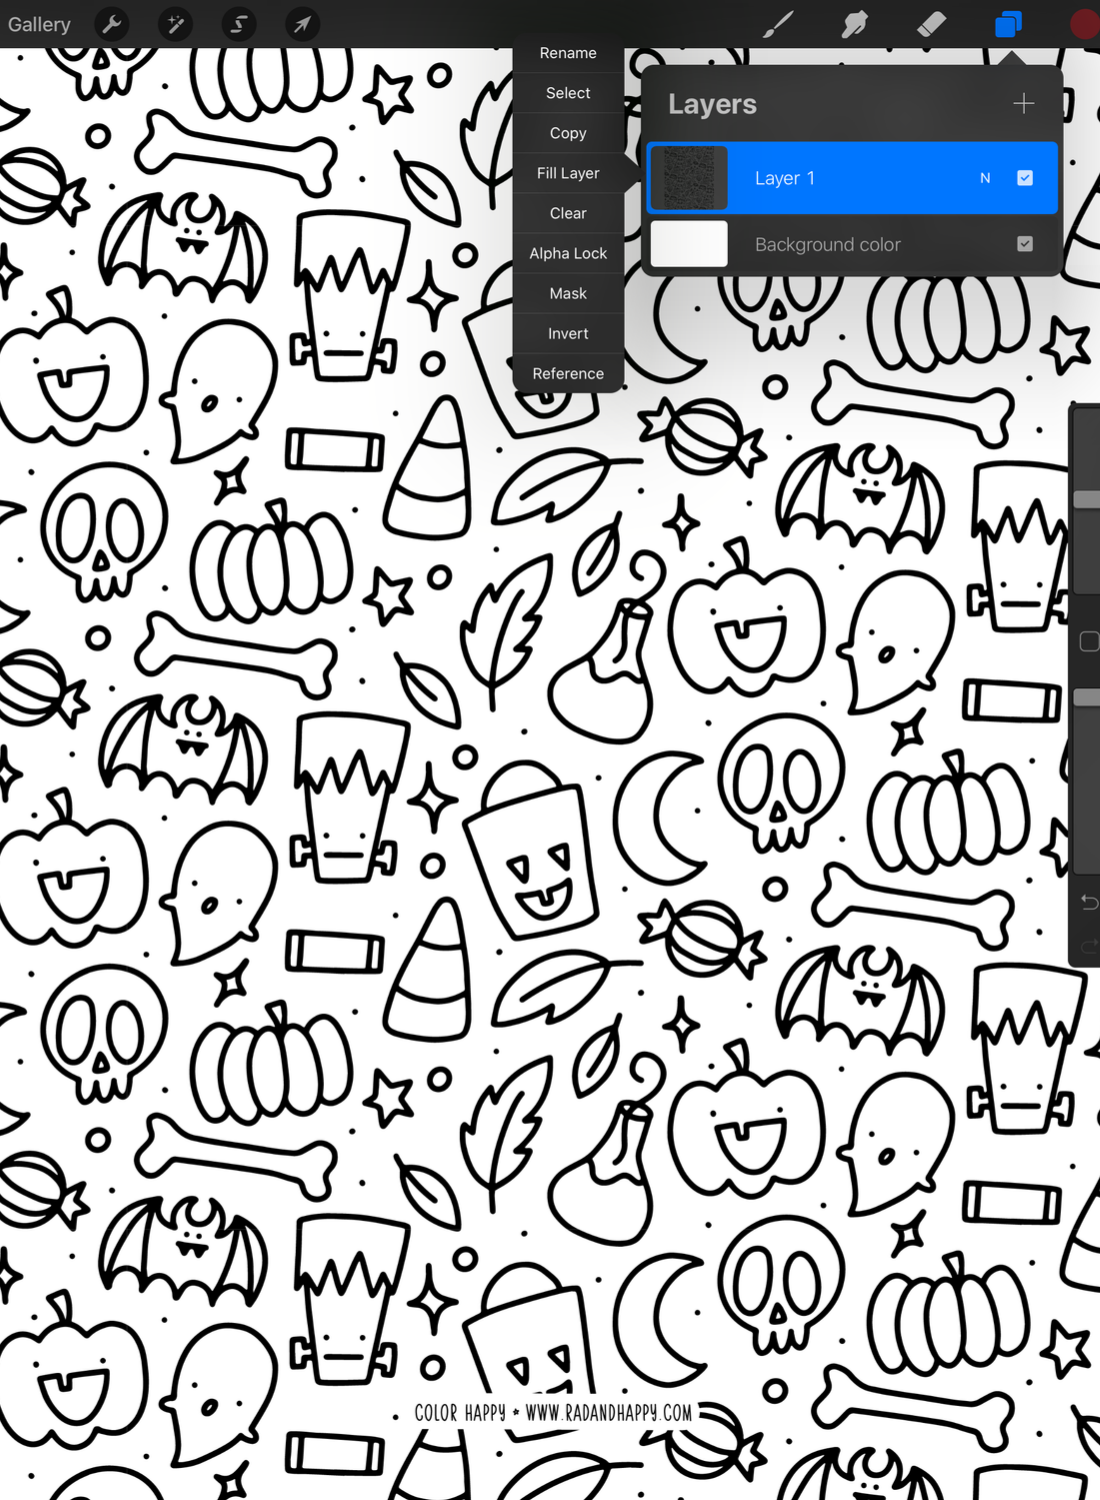 Gallery
Rename
Select
Copy
Fill Layer
Clear
Alpha Lock
Mask
Invert
Reference
Layers
Layer 1 N
Background color
COLOR HAPPY * WWW.RADANDHAPPY.COM